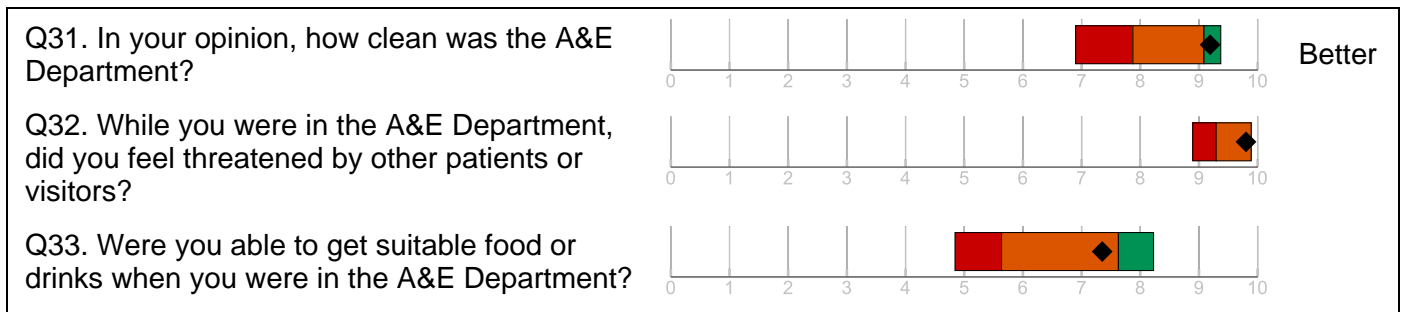 Q31. In your opinion, how clean was the A&E
Department?
Better
0 1 2 3 4 5 6 7 8 9 10
Q32. While you were in the A&E Department,
did you feel threatened by other patients or
visitors?
0 1 2 3 4 5 6 7 8 9 10
Q33. Were you able to get suitable food or
drinks when you were in the A&E Department?
0 1 2 3 4 5 6 7 8 9 10